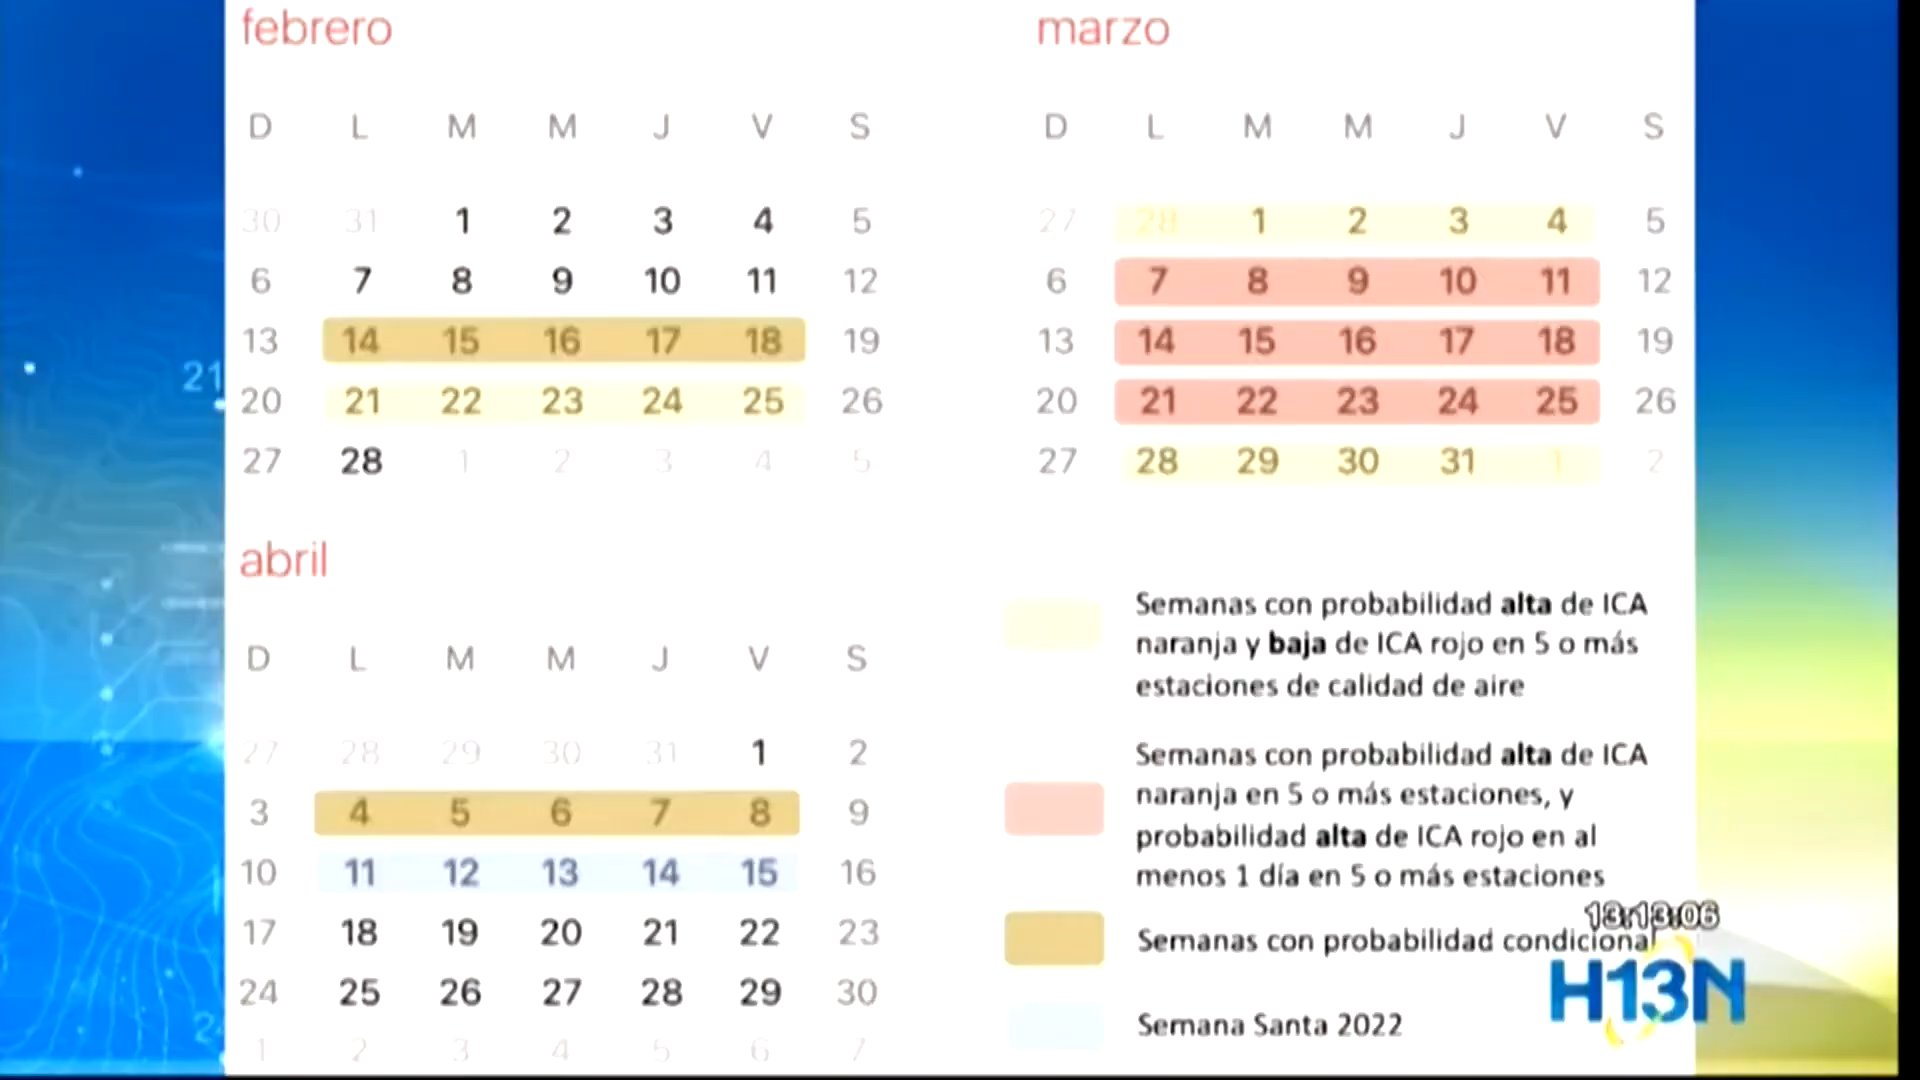 febrero
D L M M J V S
30 31 1 2 3 4 5
6 7 8 9 10 11 12
13 14 15 16 17 18 19
20 21 22 23 24 25 26
27 28 1 2 3 4 5
marzo
D L M M J V S
27 28 1 2 3 4 5
6 7 8 9 10 11 12
13 14 15 16 17 18 19
20 21 22 23 24 25 26
27 28 29 30 31 1 2
abril
D L M M J V S
27 28 29 30 31 1 2
3 4 5 6 7 8 9
10 11 12 13 14 15 16
17 18 19 20 21 22 23
24 25 26 27 28 29 30
1 2 3 4 5 6 7
Semanas con probabilidad alta de ICA
naranja y baja de ICA rojo en 5 o más
estaciones de calidad de aire
Semanas con probabilidad alta de ICA
naranja en 5 o más estaciones, y
probabilidad alta de ICA rojo en al
menos 1 día en 5 o más estaciones
Semanas con probabilidad condicional
Semana Santa 2022
13:13:06
H13N
21